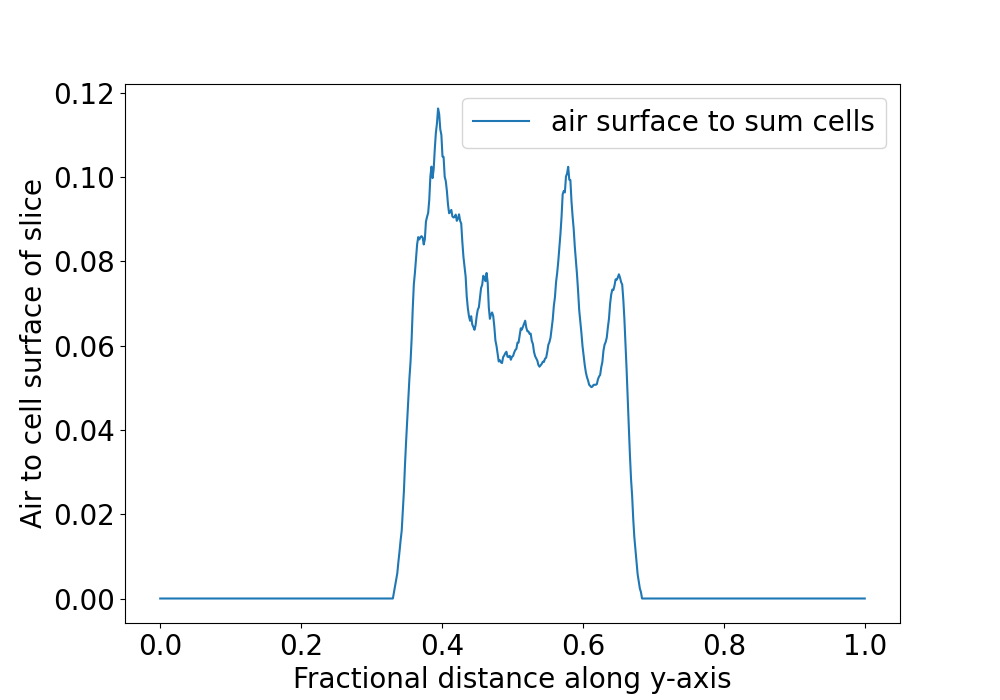 air surface to sum cells
Air to cell surface of slice
0.12
0.10
0.08
0.06
0.04
0.02
0.00
0.0 0.2 0.4 0.6 0.8 1.0
Fractional distance along y-axis